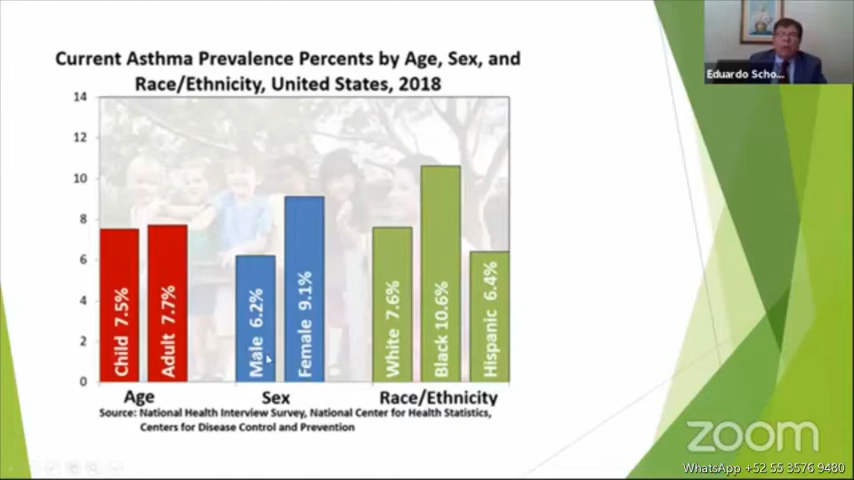 Current Asthma Prevalence Percents by Age, Sex, and
Race/Ethnicity, United States, 2018
Eduardo Scho...
14
12
10
8
6
4
2
0
Child 7.5%
Adult 7.7%
Male 6.2%
Female 9.1%
White 7.6%
Black 10.6%
Hispanic 6.4%
Age
Sex
Race/Ethnicity
Source: National Health Interview Survey, National Center for Health Statistics,
Centers for Disease Control and Prevention
zoom
WhatsApp +52 55 3576 9480